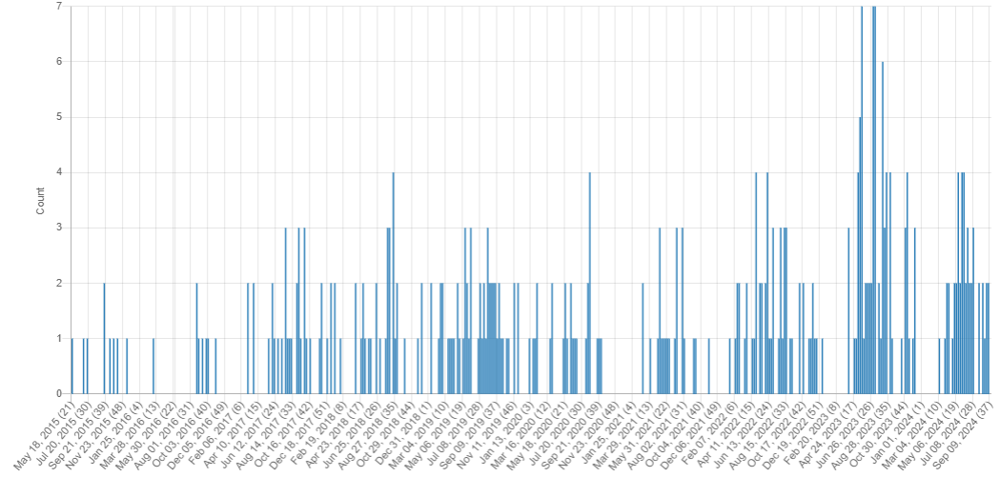 7
6
5
4
3
2
1
0
Count
May 18, 2015 (21)
Jul 20, 2015 (30)
Sep 21, 2015 (39)
Nov 23, 2015 (48)
Jan 25, 2016 (4)
Mar 28, 2016 (13)
May 30, 2016 (22)
Aug 01, 2016 (31)
Oct 03, 2016 (40)
Dec 05, 2016 (49)
Feb 06, 2017 (6)
Apr 10, 2017 (15)
Jun 12, 2017 (24)
Aug 14, 2017 (33)
Oct 16, 2017 (42)
Dec 18, 2017 (51)
Feb 19, 2018 (8)
Apr 23, 2018 (17)
Jun 25, 2018 (26)
Aug 27, 2018 (35)
Oct 29, 2018 (44)
Dec 31, 2018 (1)
Mar 04, 2019 (10)
May 06, 2019 (19)
Jul 08, 2019 (28)
Sep 09, 2019 (37)
Nov 11, 2019 (46)
Jan 13, 2020 (3)
Mar 16, 2020 (12)
May 18, 2020 (21)
Jul 20, 2020 (30)
Sep 21, 2020 (39)
Nov 23, 2020 (48)
Jan 25, 2021 (4)
Mar 29, 2021 (13)
May 31, 2021 (22)
Aug 02, 2021 (31)
Oct 04, 2021 (40)
Dec 06, 2021 (49)
Feb 07, 2022 (6)
Apr 11, 2022 (15)
Jun 13, 2022 (24)
Aug 15, 2022 (33)
Oct 17, 2022 (42)
Dec 19, 2022 (51)
Feb 20, 2023 (8)
Apr 24, 2023 (17)
Jun 26, 2023 (26)
Aug 28, 2023 (35)
Oct 30, 2023 (44)
Jan 01, 2024 (1)
Mar 04, 2024 (10)
May 06, 2024 (19)
Jul 08, 2024 (28)
Sep 09, 2024 (37)